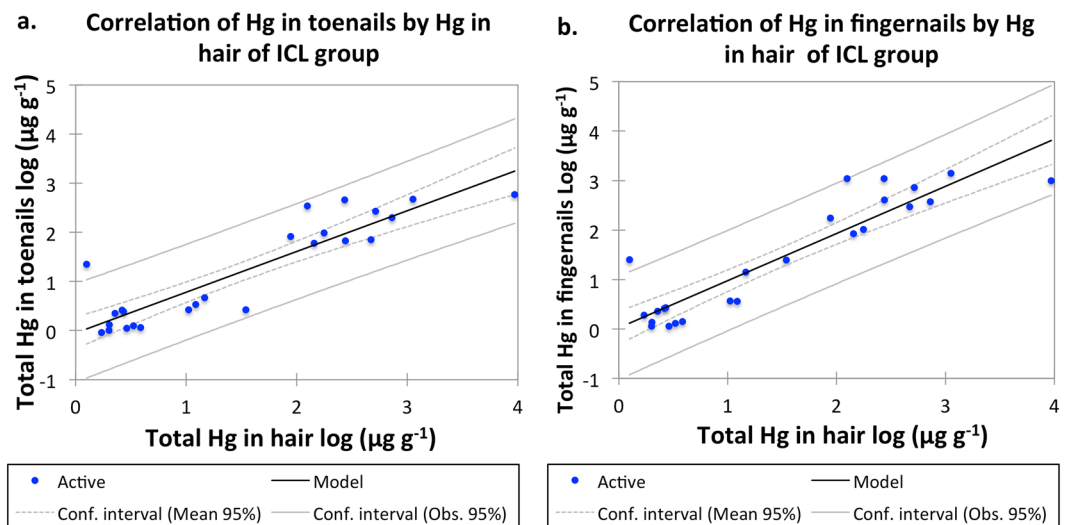 a.
Correlation of Hg in toenails by Hg in
hair of ICL group
Total Hg in toenails log (µg g-1)
5
4
3
2
1
0
-1
0 1 2 3 4
Total Hg in hair log (µg g-1)
Active Model
Conf. interval (Mean 95%) Conf. interval (Obs. 95%)
b.
Correlation of Hg in fingernails by Hg
in hair of ICL group
Total Hg in fingernails Log (µg g-1)
5
4
3
2
1
0
-1
0 1 2 3 4
Total Hg in hair log (µg g-1)
Active Model
Conf. interval (Mean 95%) Conf. interval (Obs. 95%)